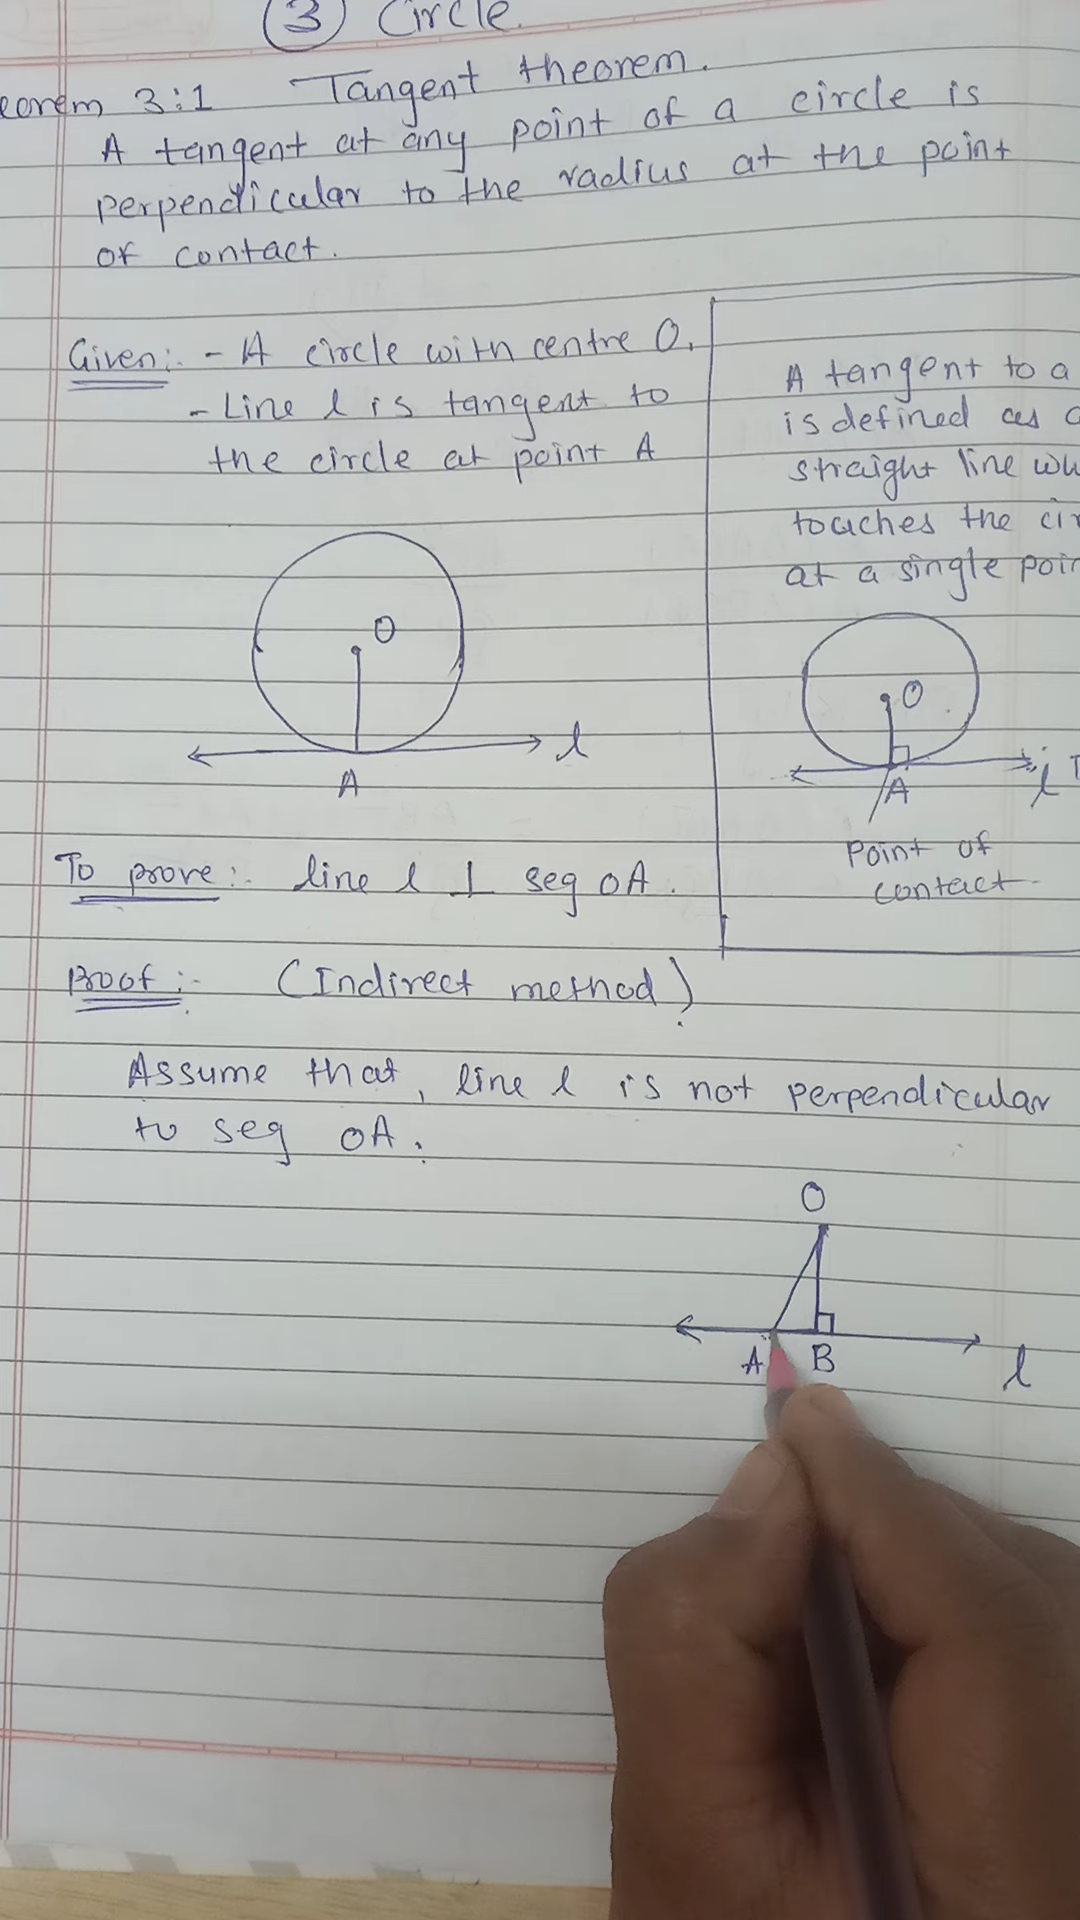 3 Circle.
eorem 3:1 Tangent theorem.
A tangent at any point of a circle is
perpendicular to the radius at the point
of contact.
Given:- - A circle with centre O.
- Line l is tangent to
the circle at point A
O
l
A
A tangent to a
is defined as a
straight line wh
touches the cir
at a single poin
O
A
l
Point of
contact.
To prove:- line l ⊥ seg OA.
Proof:- (Indirect method)
Assume that, line l is not perpendicular
to seg OA.
O
A B l